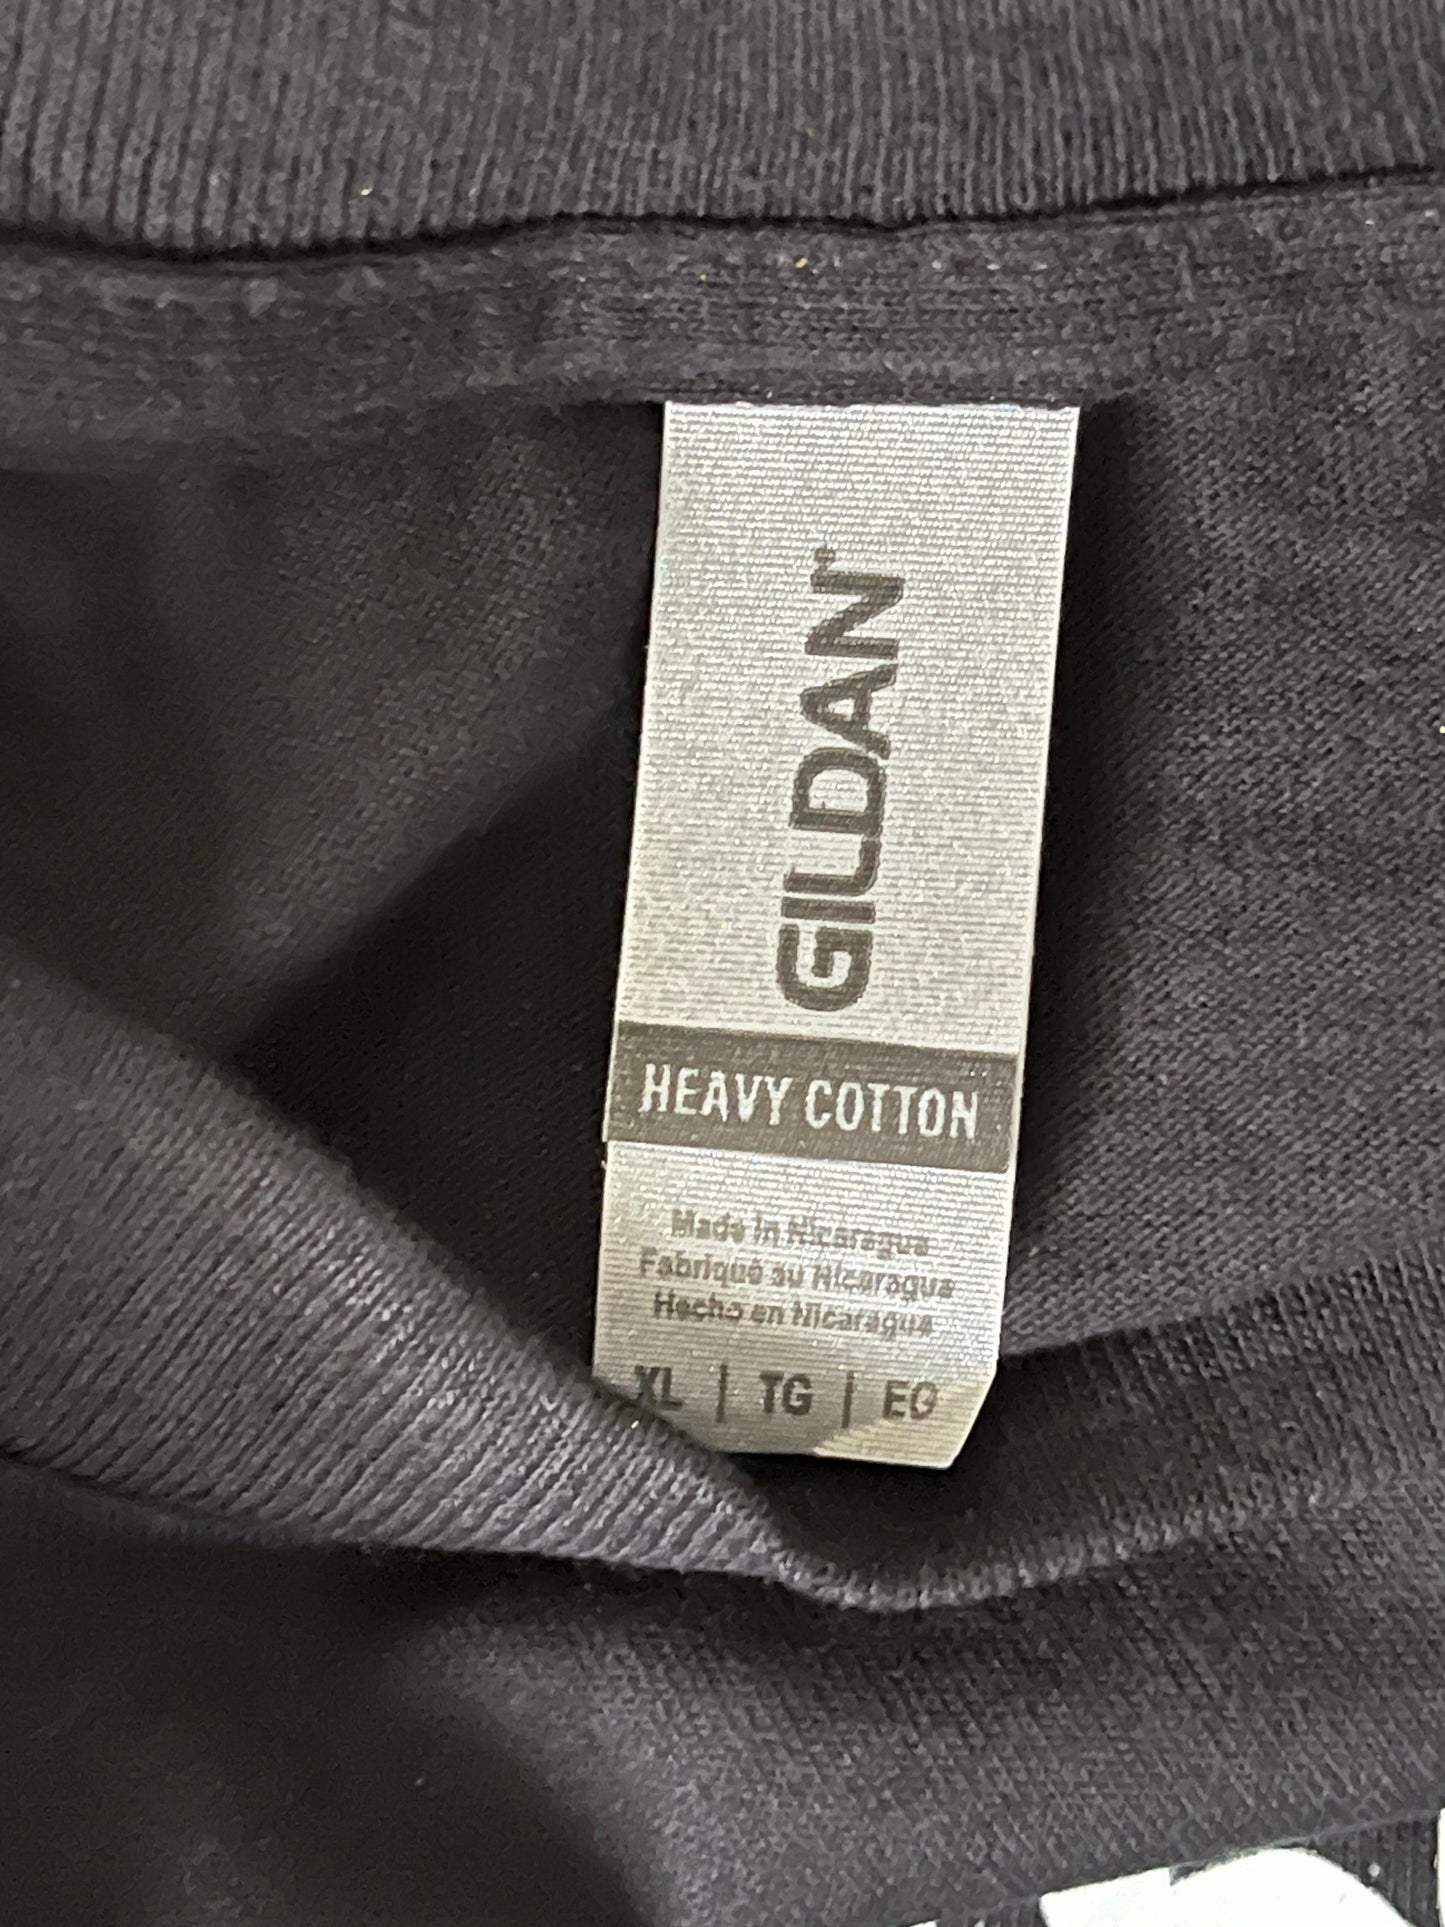 GILDAN®
HEAVY COTTON
Made in Nicaragua
Fabriqué au Nicaragua
Hecho en Nicaragua
XL | TG | EG